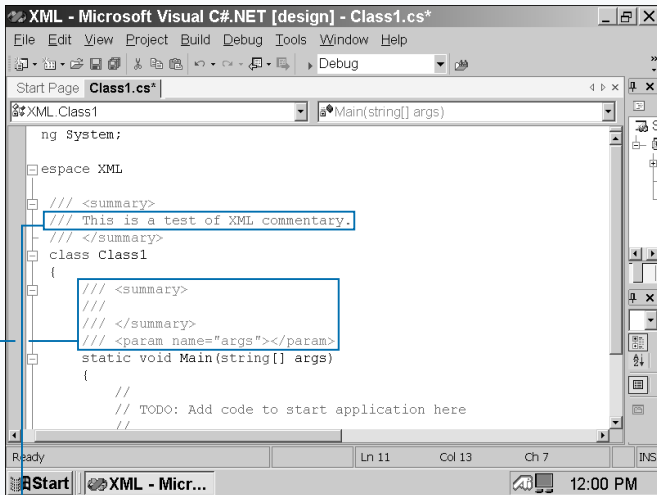 XML - Microsoft Visual C#.NET [design] - Class1.cs*
File Edit View Project Build Debug Tools Window Help
Debug
Start Page Class1.cs*
XML.Class1 Main(string[] args)
ng System;
espace XML
/// <summary>
/// This is a test of XML commentary.
/// </summary>
class Class1
{
/// <summary>
///
/// </summary>
/// <param name="args"></param>
static void Main(string[] args)
{
//
// TODO: Add code to start application here
//
Ready Ln 11 Col 13 Ch 7 INS
Start XML - Micr... 12:00 PM